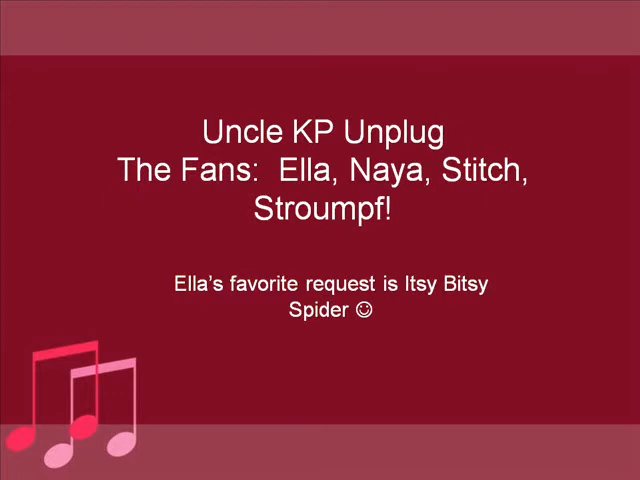 Uncle KP Unplug
The Fans:  Ella, Naya, Stitch,
Stroumpf!
Ella’s favorite request is Itsy Bitsy
Spider ☺